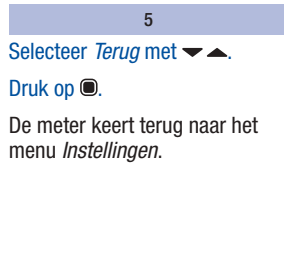 5
Selecteer Terug met
Druk op .
De meter keert terug naar het
menu Instellingen.